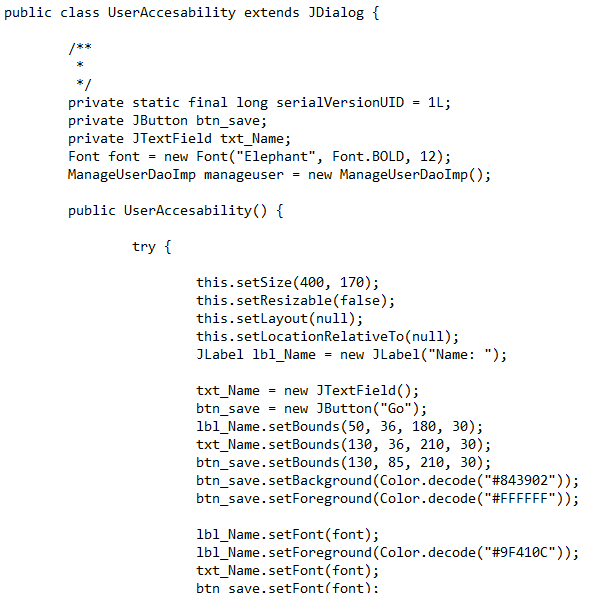 public class UserAccesability extends JDialog {
/**
*
*/
private static final long serialVersionUID = 1L;
private JButton btn_save;
private JTextField txt_Name;
Font font = new Font("Elephant", Font.BOLD, 12);
ManageUserDaoImp manageuser = new ManageUserDaoImp();
public UserAccesability() {
try {
this.setSize(400, 170);
this.setResizable(false);
this.setLayout(null);
this.setLocationRelativeTo(null);
JLabel lbl_Name = new JLabel("Name: ");
txt_Name = new JTextField();
btn_save = new JButton("Go");
lbl_Name.setBounds(50, 36, 180, 30);
txt_Name.setBounds(130, 36, 210, 30);
btn_save.setBounds(130, 85, 210, 30);
btn_save.setBackground(Color.decode("#843902"));
btn_save.setForeground(Color.decode("#FFFFFF"));
lbl_Name.setFont(font);
lbl_Name.setForeground(Color.decode("#9F410C"));
txt_Name.setFont(font);
btn_save.setFont(font);